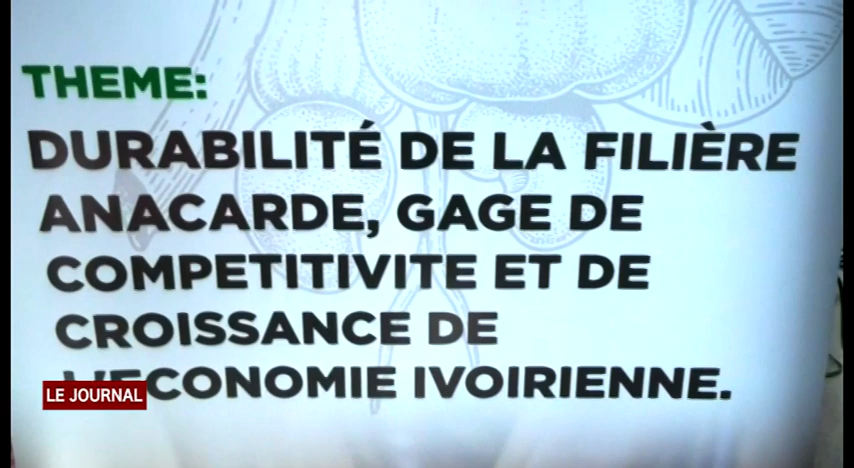 THEME:
DURABILITÉ DE LA FILIÈRE
ANACARDE, GAGE DE
COMPETITIVITE ET DE
CROISSANCE DE
L'ECONOMIE IVOIRIENNE.
LE JOURNAL